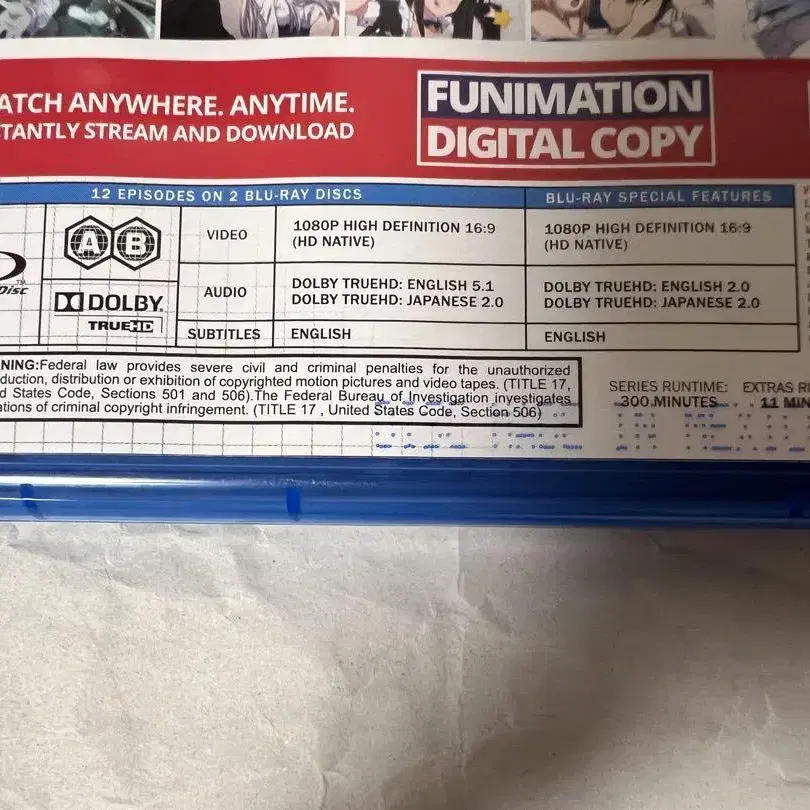 ATCH ANYWHERE. ANYTIME.
STANTLY STREAM AND DOWNLOAD
FUNIMATION
DIGITAL COPY
12 EPISODES ON 2 BLU-RAY DISCS
BLU-RAY SPECIAL FEATURES
Disc
TM
A B
VIDEO
1080P HIGH DEFINITION 16:9
(HD NATIVE)
1080P HIGH DEFINITION 16:9
(HD NATIVE)
DOLBY
TRUEHD
AUDIO
DOLBY TRUEHD: ENGLISH 5.1
DOLBY TRUEHD: JAPANESE 2.0
DOLBY TRUEHD: ENGLISH 2.0
DOLBY TRUEHD: JAPANESE 2.0
SUBTITLES
ENGLISH
ENGLISH
NING:Federal law provides severe civil and criminal penalties for the unauthorized
duction, distribution or exhibition of copyrighted motion pictures and video tapes. (TITLE 17,
d States Code, Sections 501 and 506).The Federal Bureau of Investigation investigates
ations of criminal copyright infringement. (TITLE 17 , United States Code, Section 506)
SERIES RUNTIME:
300 MINUTES
EXTRAS RU
11 MIN